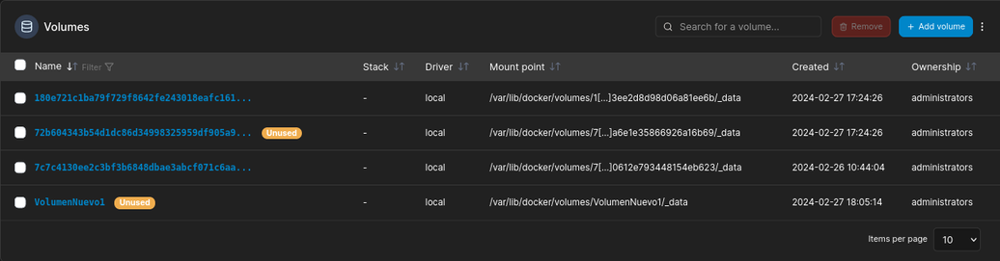 Volumes
Search for a volume...
Remove
+ Add volume
Name Filter Stack Driver Mount point Created Ownership
180e721c1ba79f729f8642fe243018eafc161... - local /var/lib/docker/volumes/1[...]3ee2d8d98d06a81ee6b/_data 2024-02-27 17:24:26 administrators
72b604343b54d1dc86d34998325959df905a9... Unused - local /var/lib/docker/volumes/7[...]a6e1e35866926a16b69/_data 2024-02-27 17:24:26 administrators
7c7c4130ee2c3bf3b6848dbae3abcf071c6aa... - local /var/lib/docker/volumes/7[...]0612e793448154eb623/_data 2024-02-26 10:44:04 administrators
VolumenNuevo1 Unused - local /var/lib/docker/volumes/VolumenNuevo1/_data 2024-02-27 18:05:14 administrators
Items per page 10